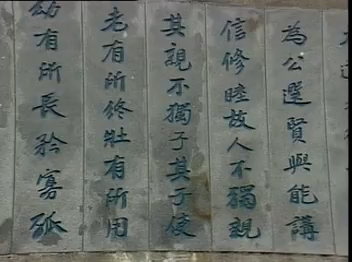 為公選賢與能講
信修睦故人不獨親
其親不獨子其子使
老有所終壯有所用
幼有所長矜寡孤